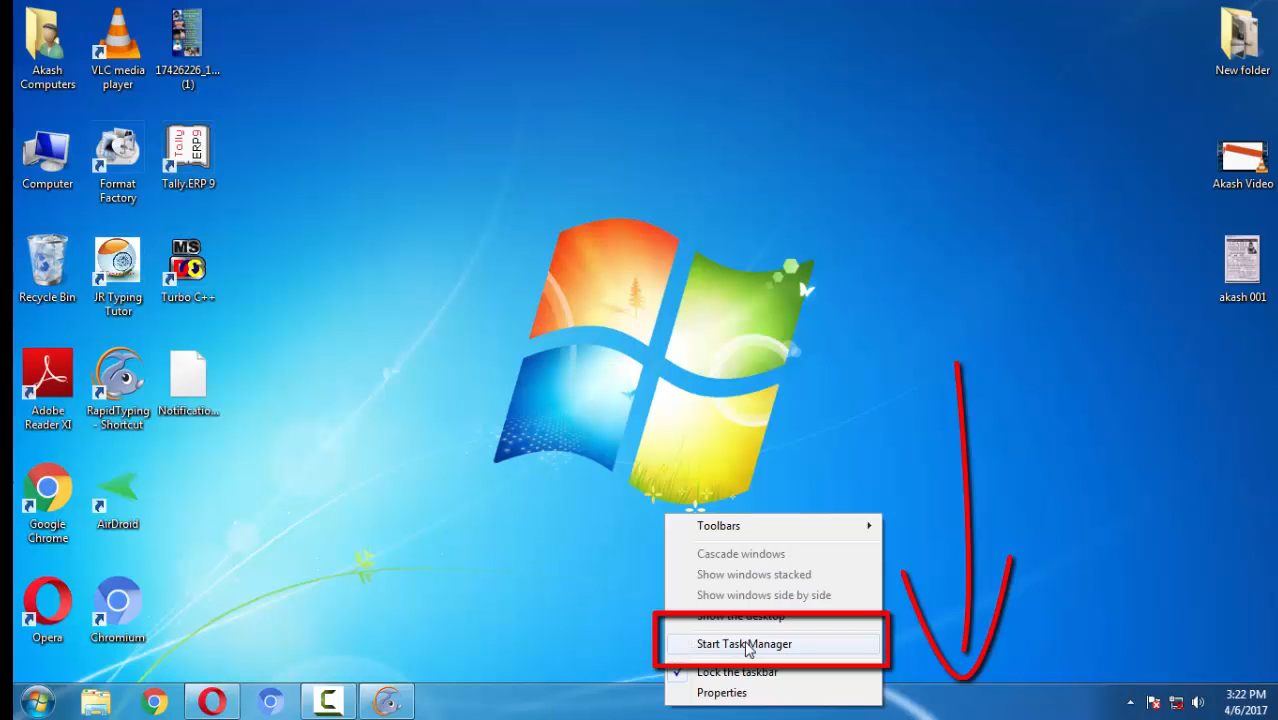 Akash
Computers
VLC media
player
17426226_1...
(1)
New folder
Computer
Format
Factory
Tally
ERP9
Tally.ERP 9
Akash Video
Recycle Bin
JR Typing
Tutor
MS
Turbo C++
akash 001
Adobe
Reader XI
RapidTyping
- Shortcut
Notificatio...
Google
Chrome
AirDroid
Opera
Chromium
Toolbars
Cascade windows
Show windows stacked
Show windows side by side
Show the desktop
Start Task Manager
Lock the taskbar
Properties
3:22 PM
4/6/2017